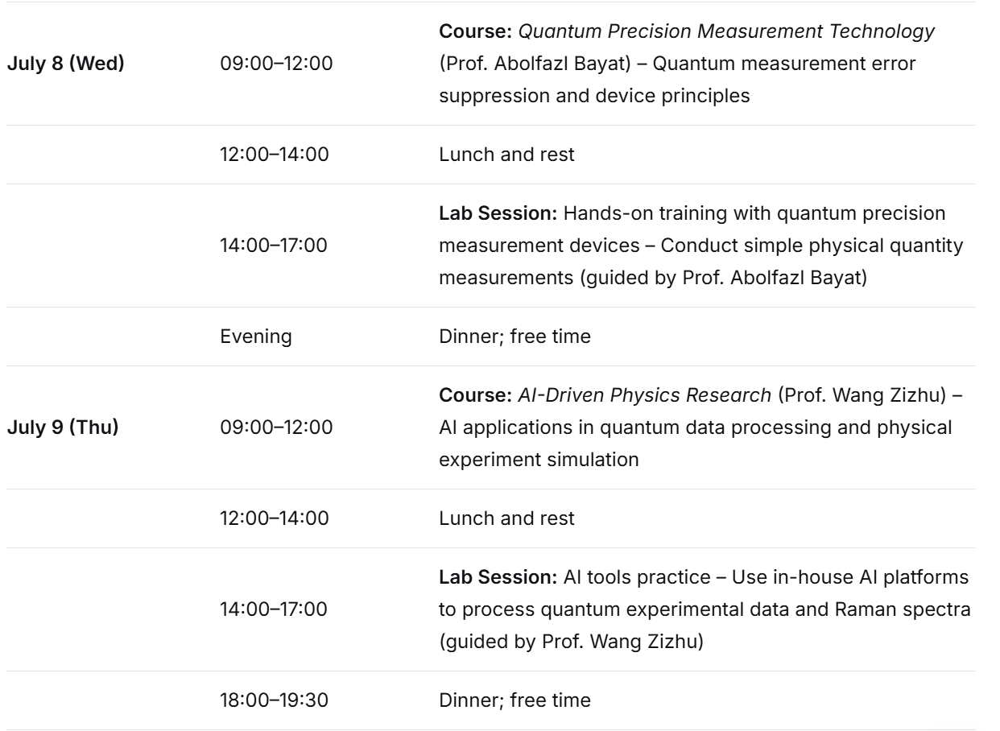 Course: Quantum Precision Measurement Technology
July 8 (Wed) 09:00–12:00 (Prof. Abolfazl Bayat) – Quantum measurement error
suppression and device principles
12:00–14:00 Lunch and rest
Lab Session: Hands-on training with quantum precision
14:00–17:00 measurement devices – Conduct simple physical quantity
measurements (guided by Prof. Abolfazl Bayat)
Evening Dinner; free time
Course: AI-Driven Physics Research (Prof. Wang Zizhu) –
July 9 (Thu) 09:00–12:00 AI applications in quantum data processing and physical
experiment simulation
12:00–14:00 Lunch and rest
Lab Session: AI tools practice – Use in-house AI platforms
14:00–17:00 to process quantum experimental data and Raman spectra
(guided by Prof. Wang Zizhu)
18:00–19:30 Dinner; free time